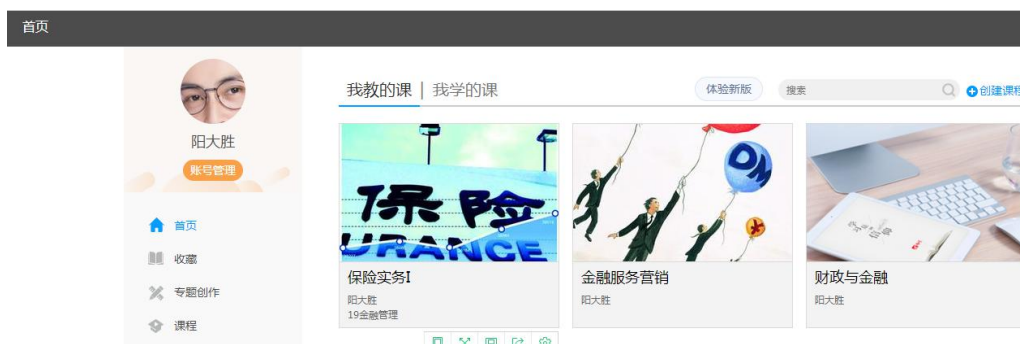 首页
阳大胜
账号管理
首页
收藏
专题创作
课程
我教的课 | 我学的课
体验新版
搜索
创建课程
保险
URANCE
保险实务I
阳大胜
19金融管理
金融服务营销
阳大胜
财政与金融
阳大胜